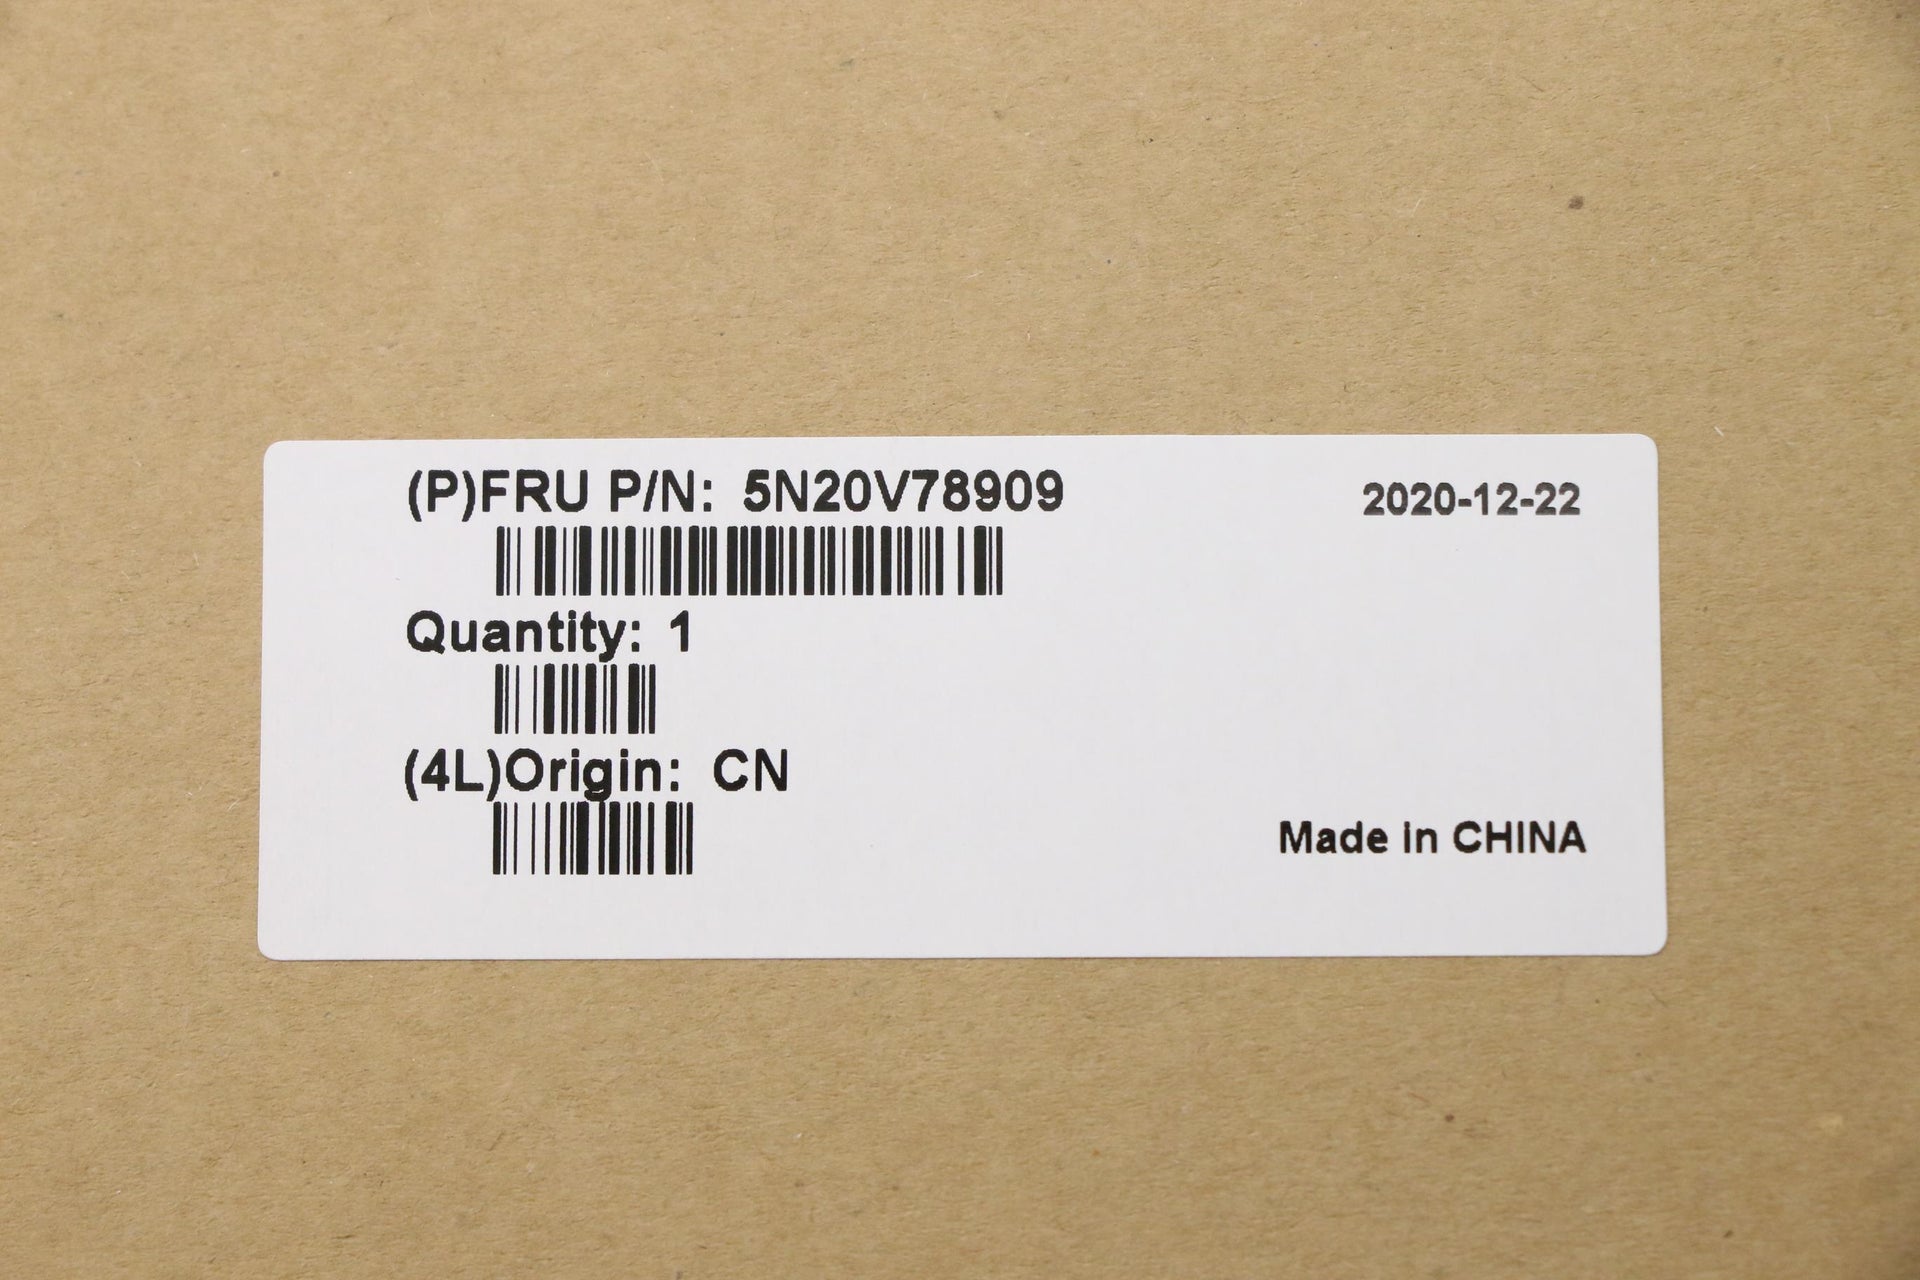 (P)FRU P/N: 5N20V78909
2020-12-22
Quantity: 1
(4L)Origin: CN
Made in CHINA